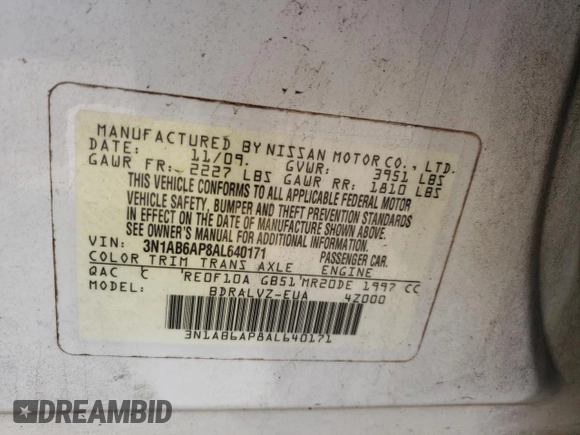 MANUFACTURED BY NISSAN MOTOR CO., LTD.
DATE: 11/09. GVWR: 3951 LBS
GAWR FR: 2227 LBS GAWR RR: 1810 LBS
THIS VEHICLE CONFORMS TO ALL APPLICABLE FEDERAL MOTOR
VEHICLE SAFETY, BUMPER AND THEFT PREVENTION STANDARDS
IN EFFECT ON THE DATE OF MANUFACTURE SHOWN ABOVE.
SEE OWNER'S MANUAL FOR ADDITIONAL INFORMATION.
VIN: 3N1AB6AP8AL640171 PASSENGER CAR.
COLOR TRIM TRANS AXLE ENGINE
QAC C RE0F10A GB51 MR20DE 1997 CC
MODEL: BDRALVZ-EUA 4Z000
3N1AB6AP8AL640171
DREAMBID